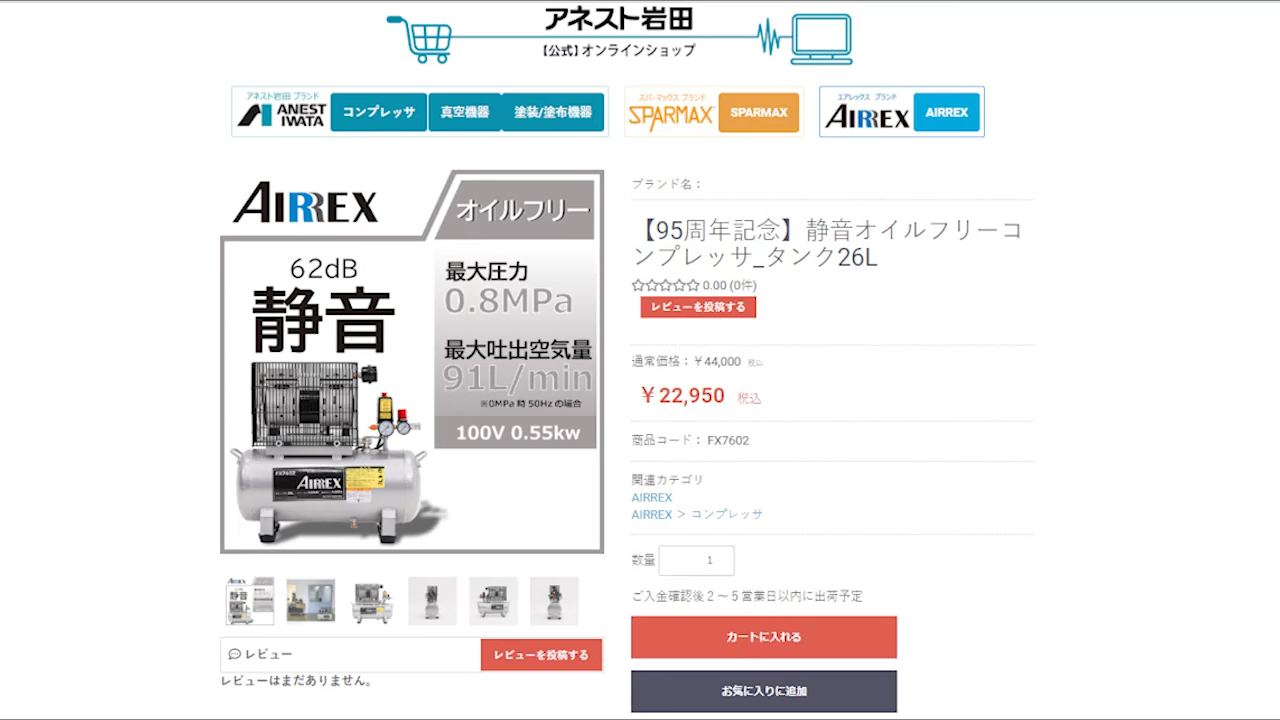 アネスト岩田
【公式】オンラインショップ
アネスト岩田 ブランド
ANEST IWATA
コンプレッサ
真空機器
塗装/塗布機器
スパーマックス ブランド
SPARMAX
SPARMAX
エアレックス ブランド
AIRREX
AIRREX
AIRREX
オイルフリー
62dB
静音
最大圧力
0.8MPa
最大吐出空気量
91L/min
※0MPa 時 50Hz の場合
100V 0.55kw
FX7602
AIRREX
ブランド名：
【95周年記念】静音オイルフリーコ
ンプレッサ_タンク26L
0.00 (0件)
レビューを投稿する
通常価格：￥44,000 税込
￥22,950 税込
商品コード： FX7602
関連カテゴリ
AIRREX
AIRREX ＞ コンプレッサ
数量 1
ご入金確認後２～５営業日以内に出荷予定
カートに入れる
お気に入りに追加
レビュー
レビューを投稿する
レビューはまだありません。